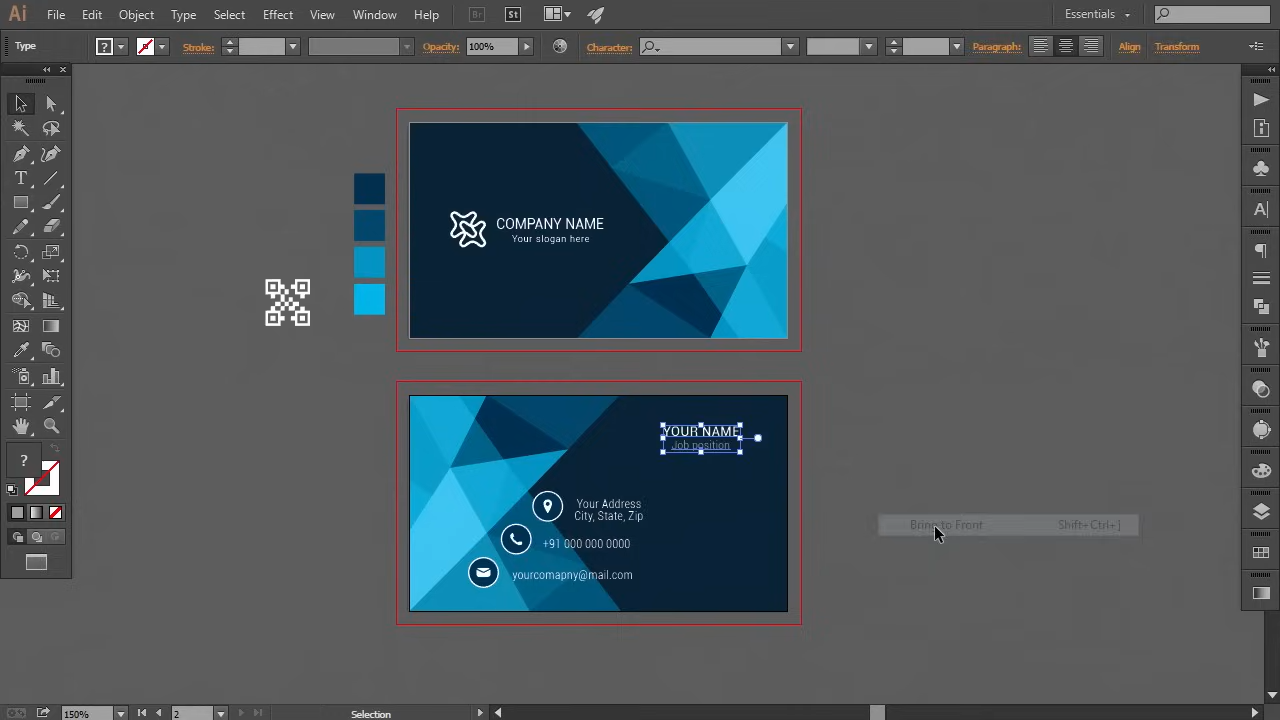 Ai File Edit Object Type Select Effect View Window Help Br St Essentials
Type ? Stroke: Opacity: 100% Character: Paragraph: Align Transform
COMPANY NAME
Your slogan here
YOUR NAME
Job position
Your Address
City, State, Zip
+91 000 000 0000
yourcomapny@mail.com
Bring to Front Shift+Ctrl+]
?
150% 2 Selection